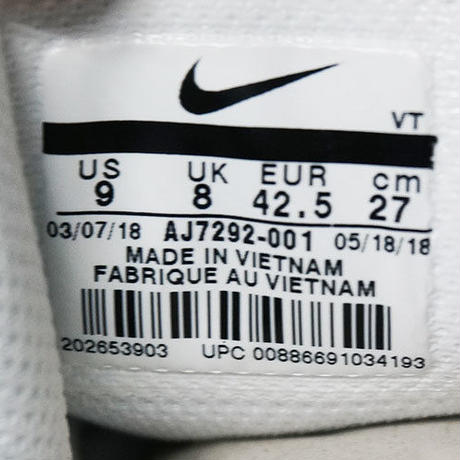 VT
US UK EUR cm
9 8 42.5 27
03/07/18 AJ7292-001 05/18/18
MADE IN VIETNAM
FABRIQUE AU VIETNAM
202653903 UPC 00886691034193